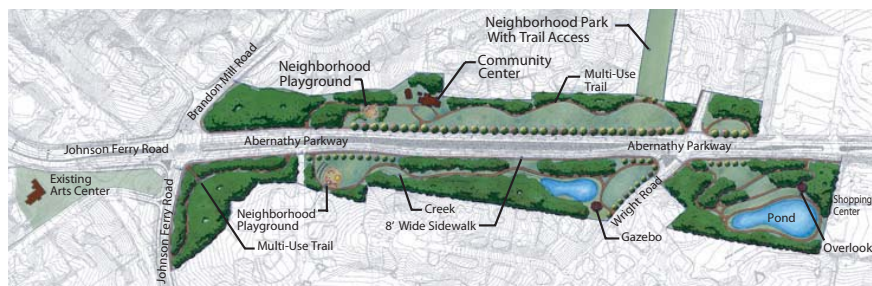 Neighborhood Park
With Trail Access
Neighborhood
Playground
Community
Center
Multi-Use
Trail
Brandon Mill Road
Johnson Ferry Road
Abernathy Parkway
Abernathy Parkway
Existing
Arts Center
Johnson Ferry Road
Neighborhood
Playground
Multi-Use Trail
Creek
8' Wide Sidewalk
Wright Road
Gazebo
Pond
Shopping
Center
Overlook